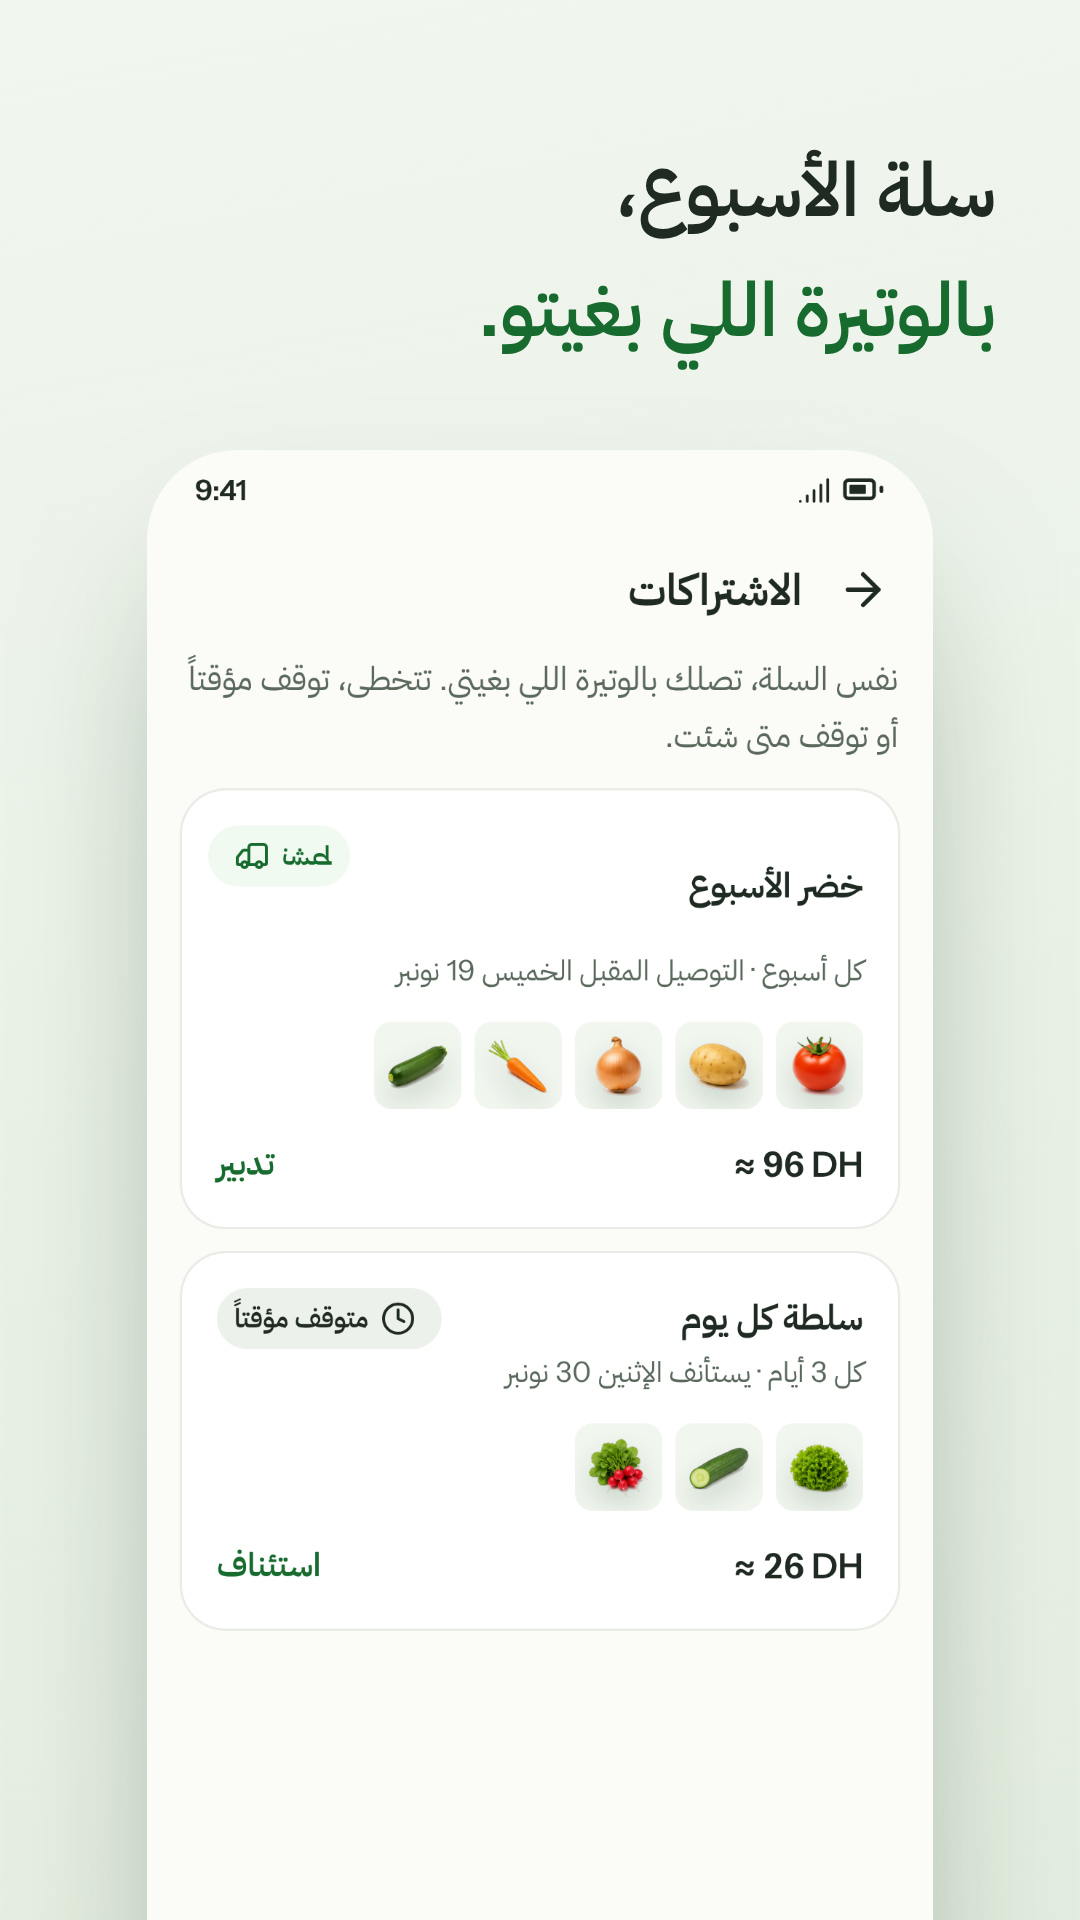 سلة الأسبوع،
بالوتيرة اللي بغيتو.
9:41
الاشتراكات
نفس السلة، تصلك بالوتيرة اللي بغيتي. تتخطى، توقف مؤقتاً
أو توقف متى شئت.
خضر الأسبوع
كل أسبوع · التوصيل المقبل الخميس 19 نونبر
≈ 96 DH
تدبير
سلطة كل يوم
متوقف مؤقتاً
كل 3 أيام · يستأنف الإثنين 30 نونبر
≈ 26 DH
استئناف